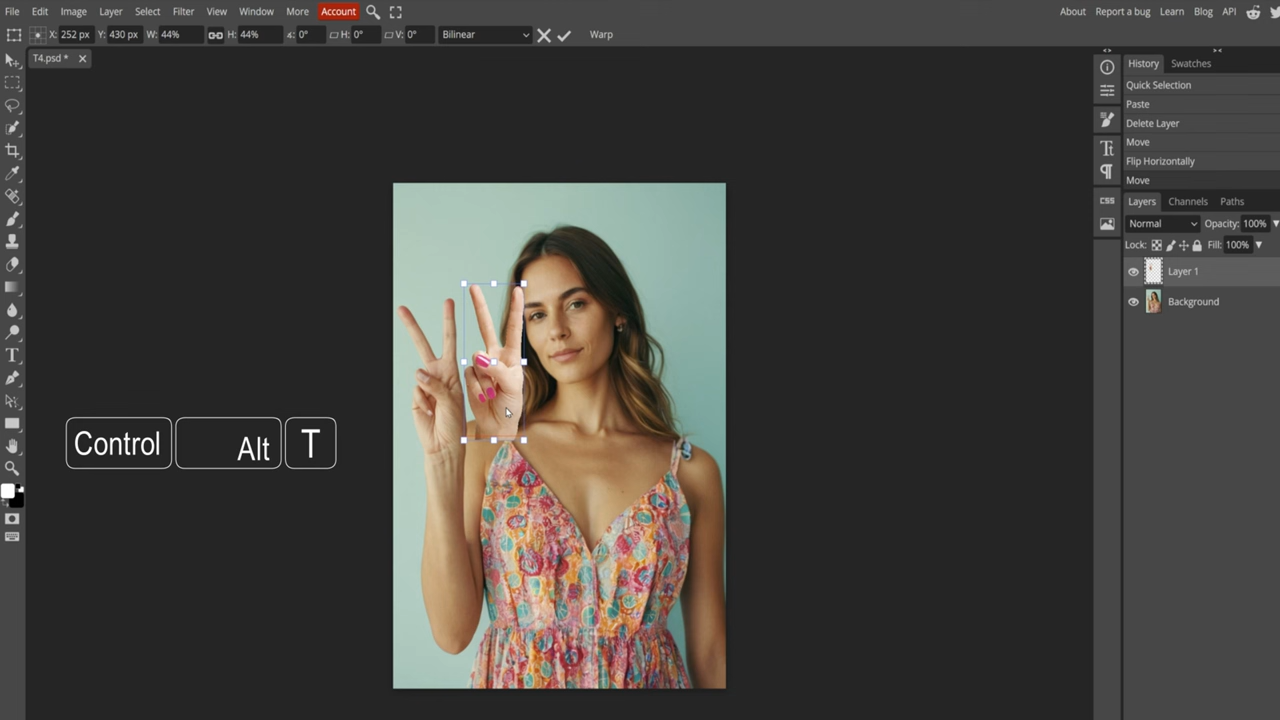 File Edit Image Layer Select Filter View Window More Account About Report a bug Learn Blog API
X: 252 px Y: 430 px W: 44% H: 44% ∡: 0° H: 0° V: 0° Bilinear Warp
T4.psd *
History Swatches
Quick Selection
Paste
Delete Layer
Move
Flip Horizontally
Move
Layers Channels Paths
Normal Opacity: 100%
Lock: Fill: 100%
Layer 1
Background
CSS
Control Alt T